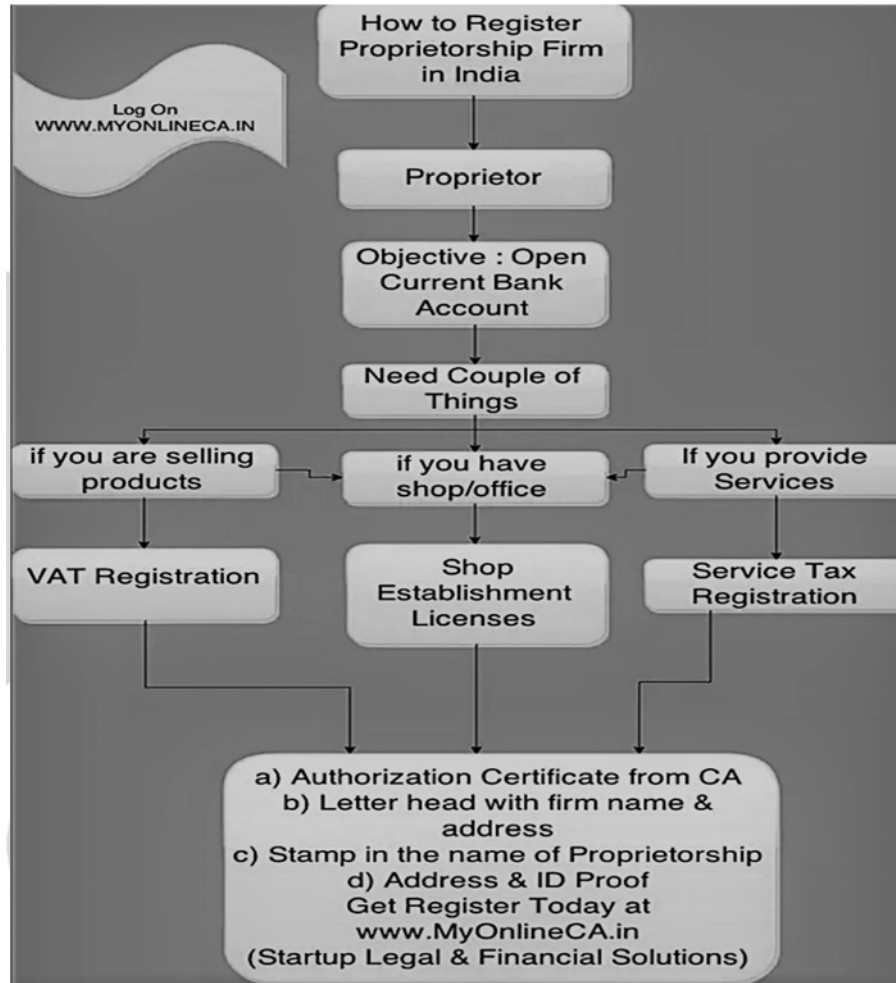 How to Register
Proprietorship Firm
in India
Log On
WWW.MYONLINECA.IN
Proprietor
Objective : Open
Current Bank
Account
Need Couple of
Things
if you are selling
products
if you have
shop/office
If you provide
Services
VAT Registration
Shop
Establishment
Licenses
Service Tax
Registration
a) Authorization Certificate from CA
b) Letter head with firm name &
address
c) Stamp in the name of Proprietorship
d) Address & ID Proof
Get Register Today at
www.MyOnlineCA.in
(Startup Legal & Financial Solutions)